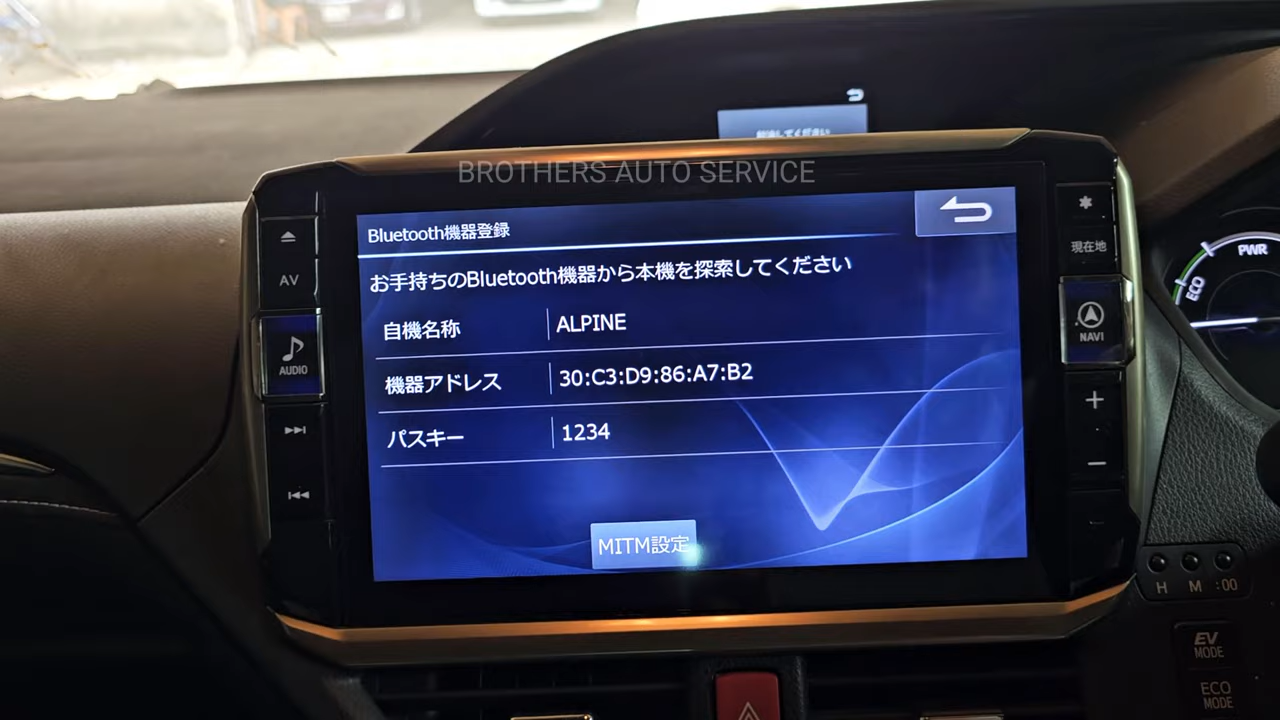 BROTHERS AUTO SERVICE
Bluetooth機器登録
お手持ちのBluetooth機器から本機を探索してください
自機名称 ALPINE
機器アドレス 30:C3:D9:86:A7:B2
パスキー 1234
MITM設定
AV
AUDIO
現在地
NAVI
PWR
ECO
H M :00
EV
MODE
ECO
MODE